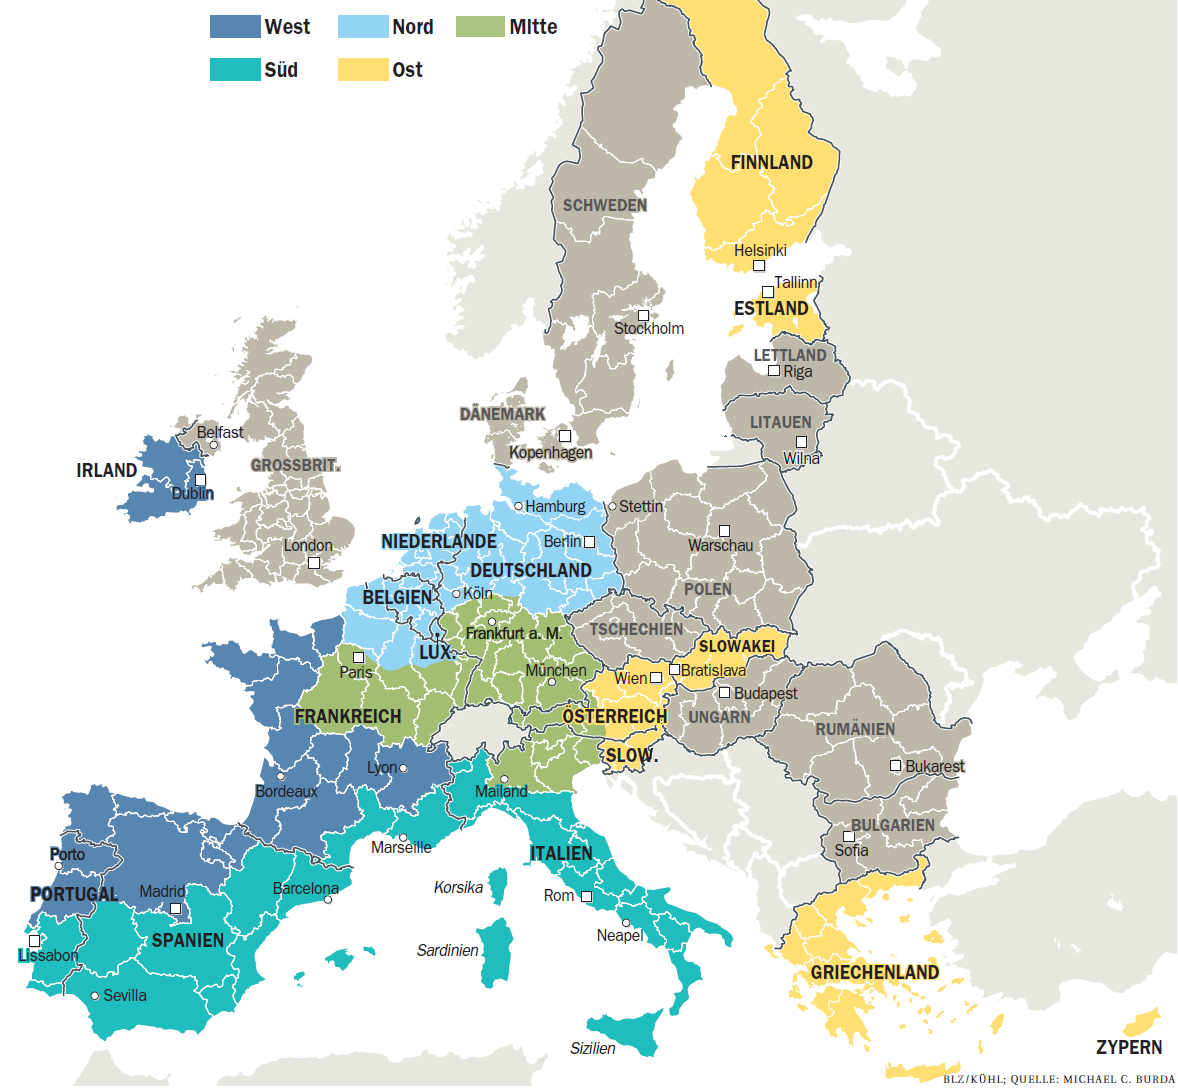 West
Nord
Mitte
Süd
Ost
FINNLAND
SCHWEDEN
Helsinki
Tallinn
ESTLAND
Stockholm
LETTLAND
Riga
DÄNEMARK
LITAUEN
Belfast
Kopenhagen
Wilna
IRLAND
GROSSBRIT.
Dublin
Hamburg
Stettin
London
NIEDERLANDE
Berlin
Warschau
DEUTSCHLAND
BELGIEN
Köln
POLEN
Frankfurt a. M.
TSCHECHIEN
LUX.
SLOWAKEI
Paris
München
Wien
Bratislava
Budapest
FRANKREICH
ÖSTERREICH
UNGARN
RUMÄNIEN
SLOW.
Lyon
Bukarest
Bordeaux
Mailand
BULGARIEN
Marseille
Sofia
Porto
ITALIEN
PORTUGAL
Madrid
Barcelona
Korsika
Rom
SPANIEN
Neapel
Lissabon
Sardinien
GRIECHENLAND
Sevilla
Sizilien
ZYPERN
BLZ/KÜHL; QUELLE: MICHAEL C. BURDA